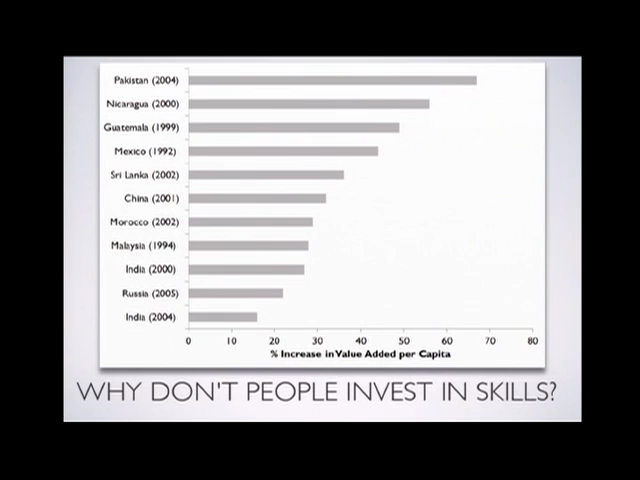 Pakistan (2004)
Nicaragua (2000)
Guatemala (1999)
Mexico (1992)
Sri Lanka (2002)
China (2001)
Morocco (2002)
Malaysia (1994)
India (2000)
Russia (2005)
India (2004)
0 10 20 30 40 50 60 70 80
% Increase in Value Added per Capita
WHY DON'T PEOPLE INVEST IN SKILLS?